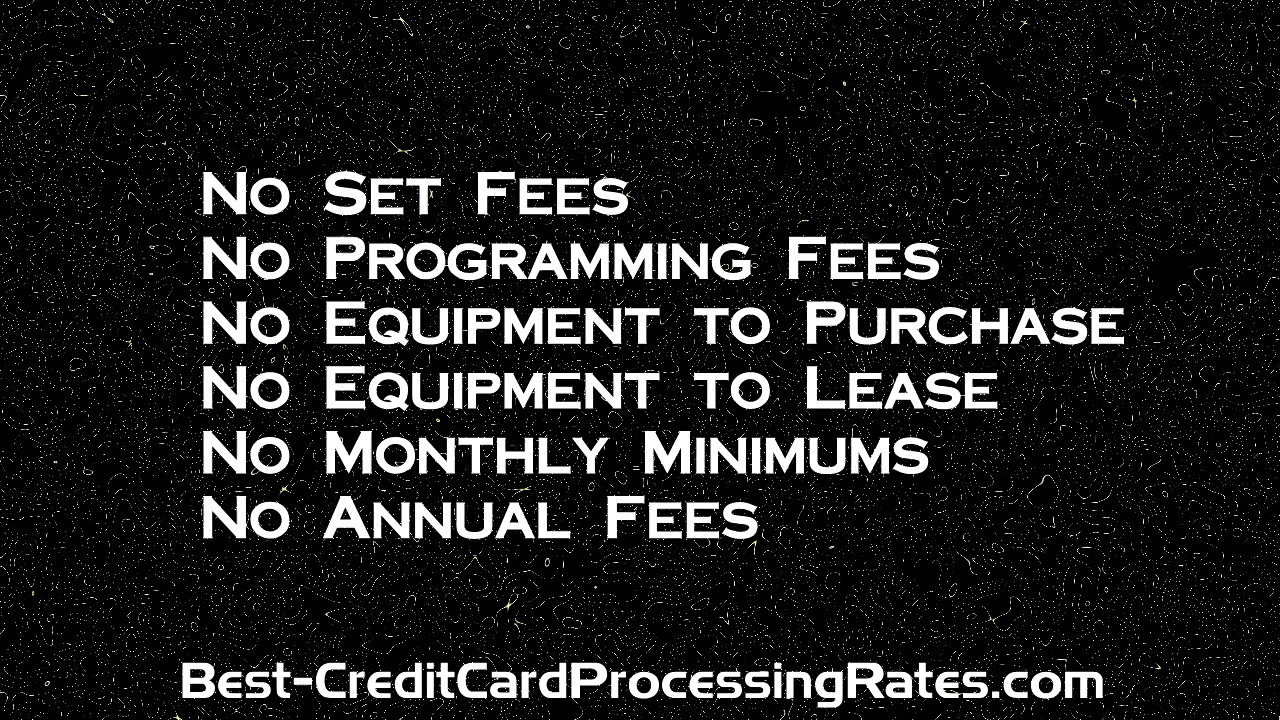 No Set Fees
No Programming Fees
No Equipment to Purchase
No Equipment to Lease
No Monthly Minimums
No Annual Fees
Best-CreditCardProcessingRates.com